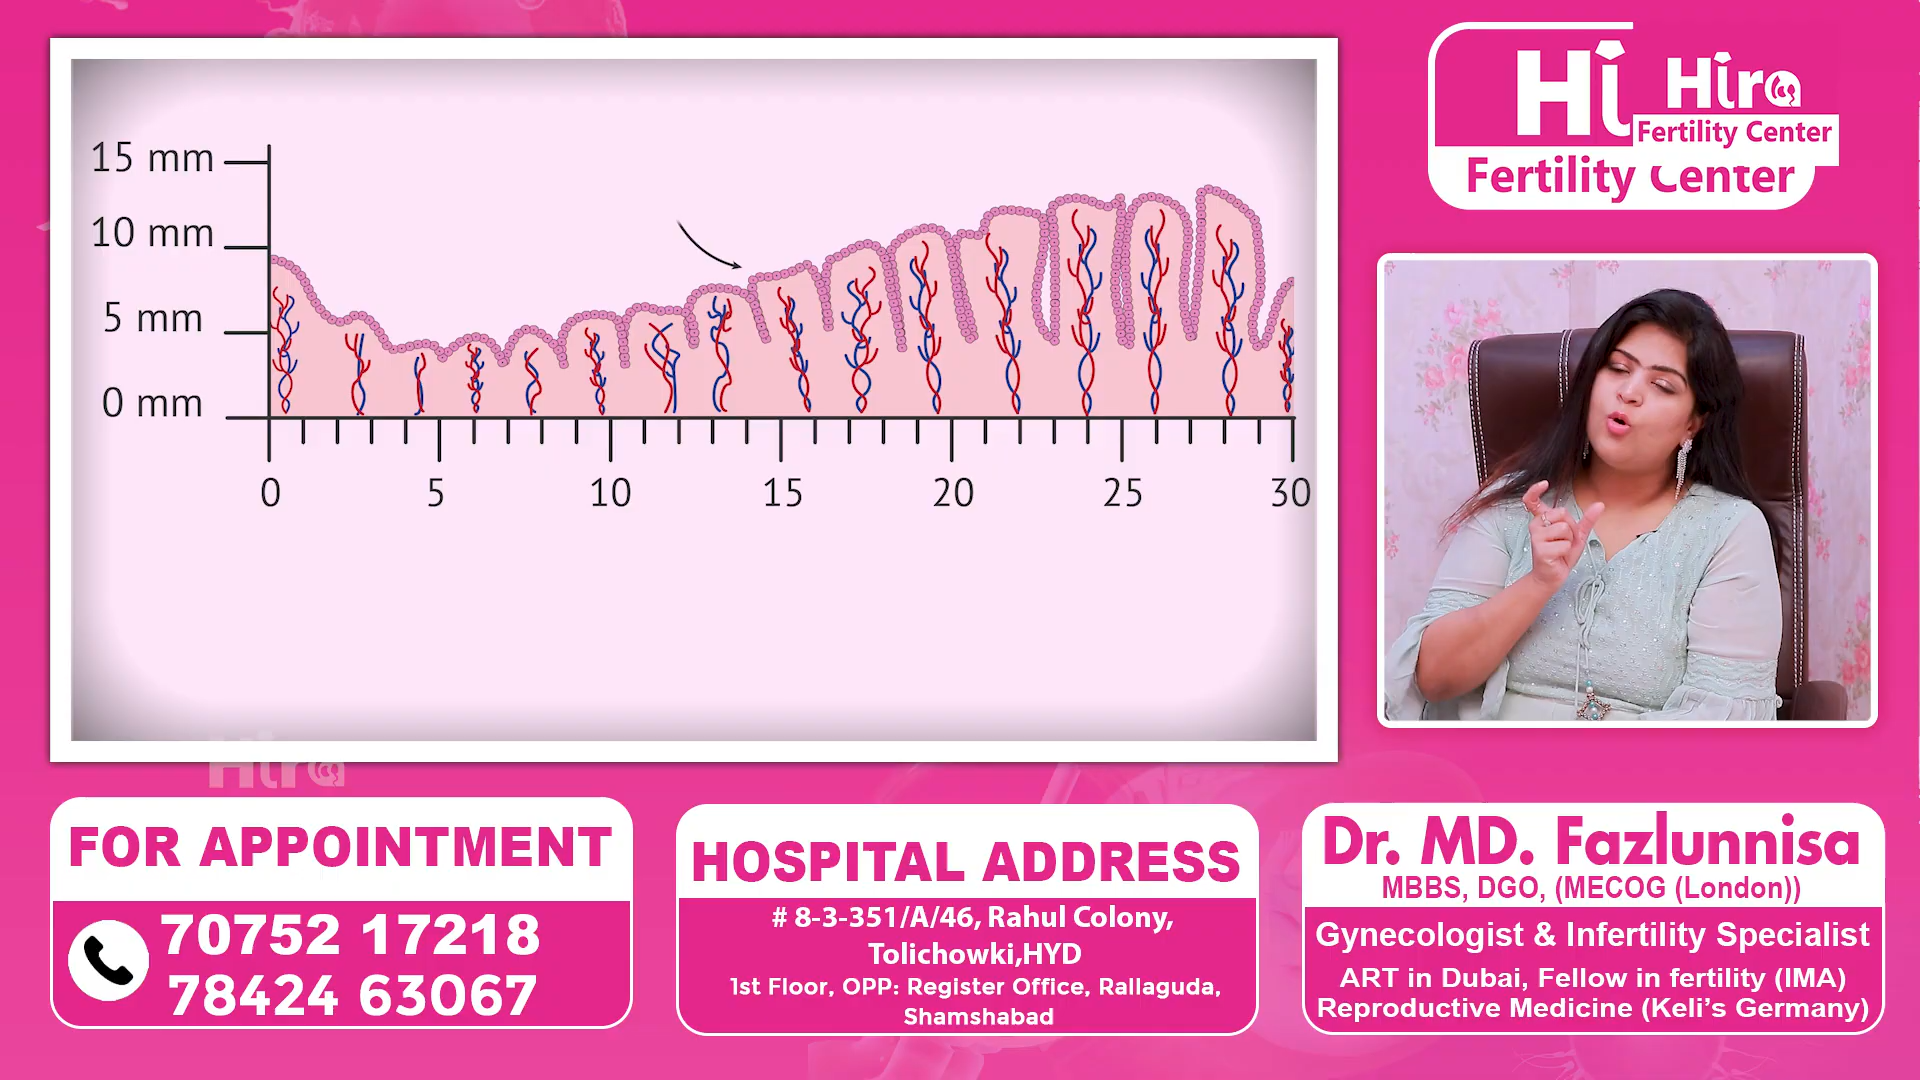 15 mm
10 mm
5 mm
0 mm
0 5 10 15 20 25 30
Hi
Hira
Fertility Center
Fertility Center
Hira
FOR APPOINTMENT
70752 17218
78424 63067
HOSPITAL ADDRESS
# 8-3-351/A/46, Rahul Colony,
Tolichowki,HYD
1st Floor, OPP: Register Office, Rallaguda,
Shamshabad
Dr. MD. Fazlunnisa
MBBS, DGO, (MECOG (London))
Gynecologist & Infertility Specialist
ART in Dubai, Fellow in fertility (IMA)
Reproductive Medicine (Keli's Germany)